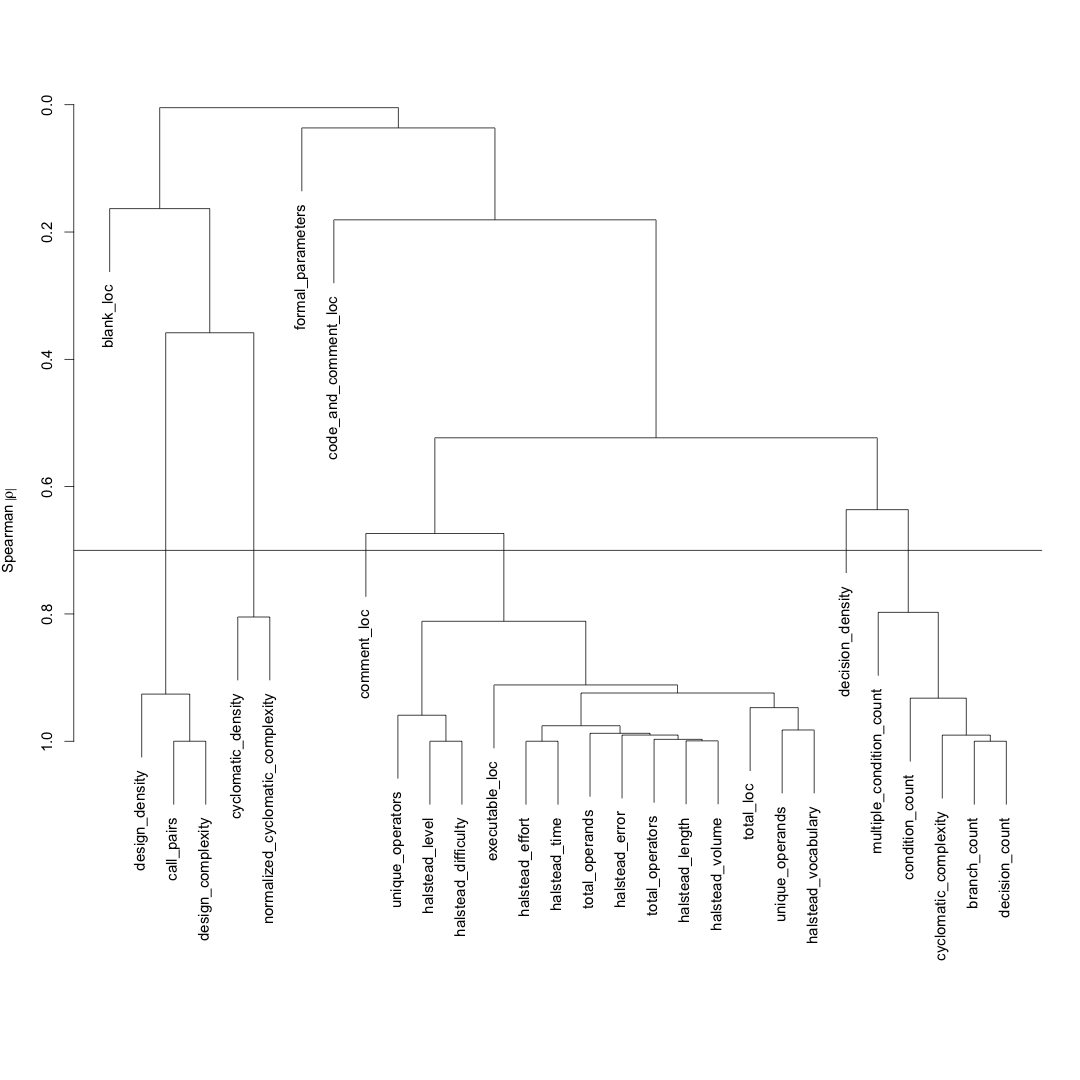 Spearman |ρ|
0.0
0.2
0.4
0.6
0.8
1.0
blank_loc
design_density
call_pairs
design_complexity
cyclomatic_density
normalized_cyclomatic_complexity
formal_parameters
code_and_comment_loc
comment_loc
unique_operators
halstead_level
halstead_difficulty
executable_loc
halstead_effort
halstead_time
total_operands
halstead_error
total_operators
halstead_length
halstead_volume
total_loc
unique_operands
halstead_vocabulary
decision_density
multiple_condition_count
condition_count
cyclomatic_complexity
branch_count
decision_count